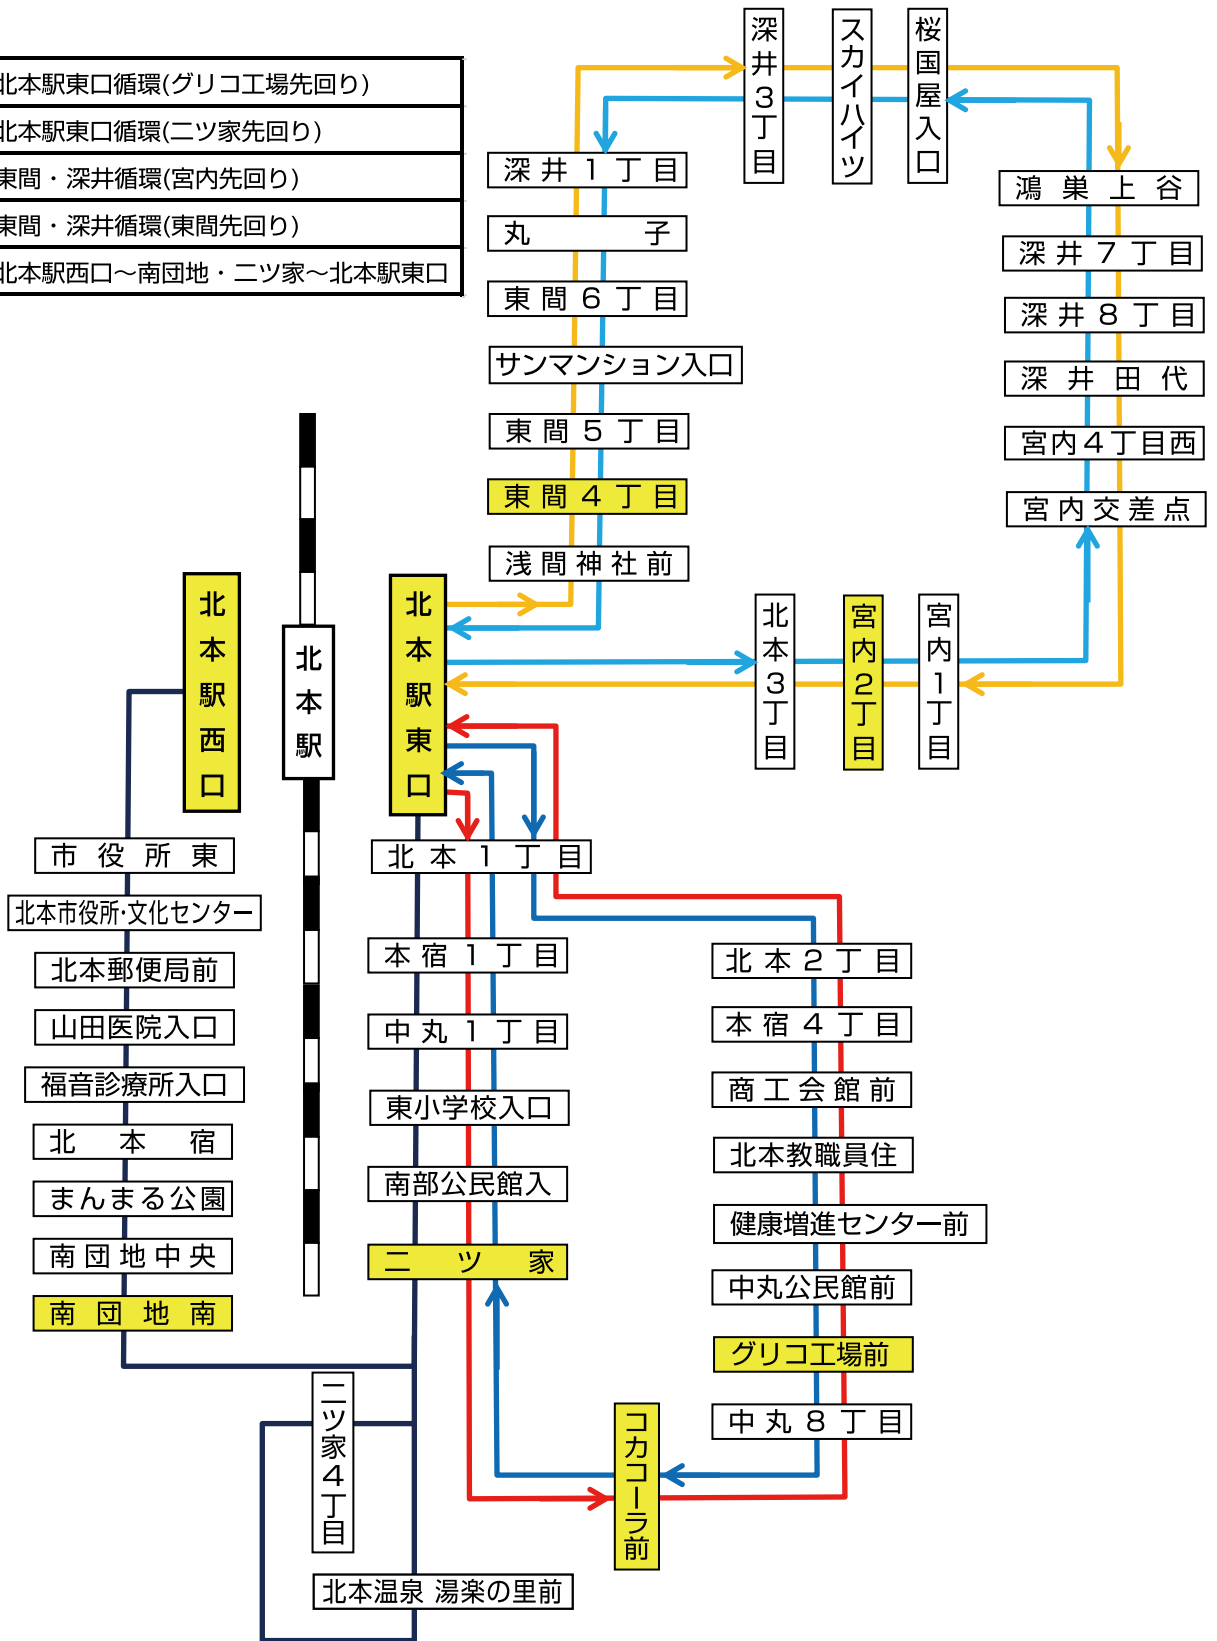 北本駅東口循環(グリコ工場先回り)
北本駅東口循環(二ツ家先回り)
東間・深井循環(宮内先回り)
東間・深井循環(東間先回り)
北本駅西口～南団地・二ツ家～北本駅東口
深井3丁目
スカイハイツ
桜国屋入口
深井1丁目
丸子
東間6丁目
サンマンション入口
東間5丁目
東間4丁目
浅間神社前
鴻巣上谷
深井7丁目
深井8丁目
深井田代
宮内4丁目西
宮内交差点
北本駅西口
北本駅
北本駅東口
北本3丁目
宮内2丁目
宮内1丁目
市役所東
北本市役所・文化センター
北本郵便局前
山田医院入口
福音診療所入口
北本宿
まんまる公園
南団地中央
南団地南
北本1丁目
本宿1丁目
中丸1丁目
東小学校入口
南部公民館入
二ツ家
北本2丁目
本宿4丁目
商工会館前
北本教職員住
健康増進センター前
中丸公民館前
グリコ工場前
中丸8丁目
二ツ家4丁目
コカコーラ前
北本温泉 湯楽の里前